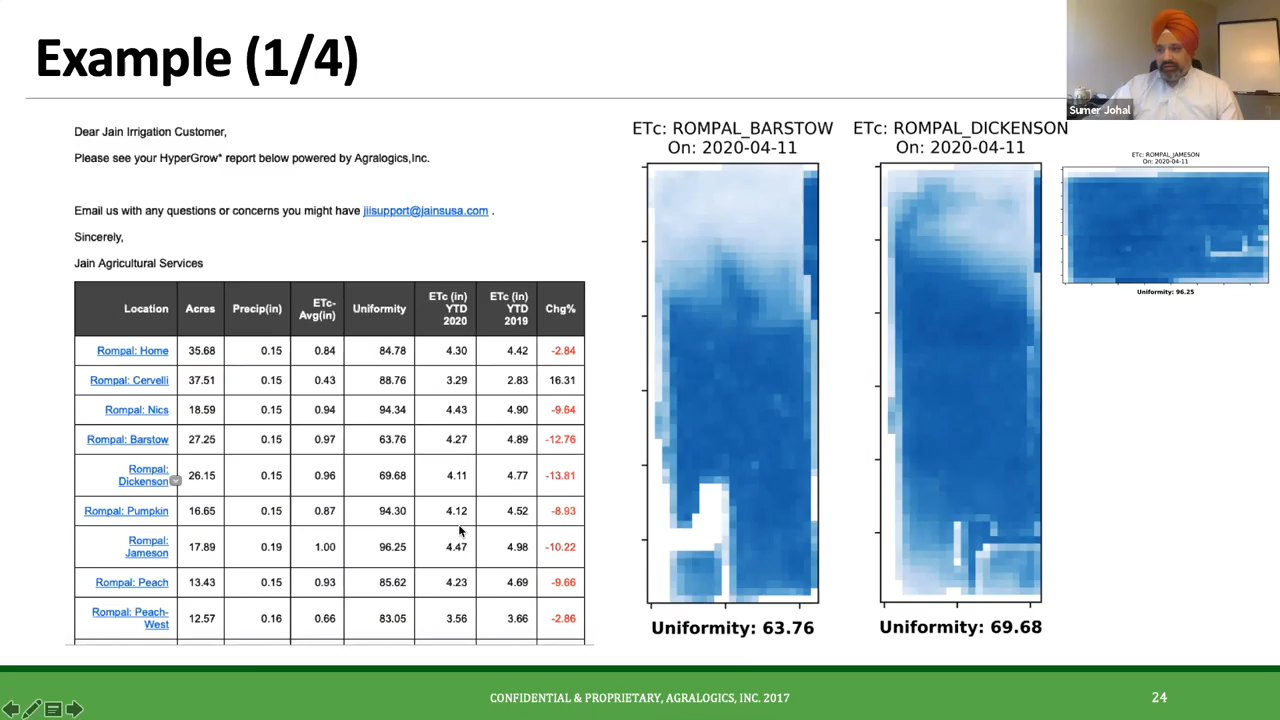 Example (1/4)
Sumer Johal
Dear Jain Irrigation Customer,
Please see your HyperGrow* report below powered by Agralogics,Inc.
Email us with any questions or concerns you might have jiisupport@jainsusa.com .
Sincerely,
Jain Agricultural Services
Location Acres Precip(in) ETc-Avg(in) Uniformity ETc (in) YTD 2020 ETc (in) YTD 2019 Chg%
Rompal: Home 35.68 0.15 0.84 84.78 4.30 4.42 -2.84
Rompal: Cervelli 37.51 0.15 0.43 88.76 3.29 2.83 16.31
Rompal: Nics 18.59 0.15 0.94 94.34 4.43 4.90 -9.64
Rompal: Barstow 27.25 0.15 0.97 63.76 4.27 4.89 -12.76
Rompal: Dickenson 26.15 0.15 0.96 69.68 4.11 4.77 -13.81
Rompal: Pumpkin 16.65 0.15 0.87 94.30 4.12 4.52 -8.93
Rompal: Jameson 17.89 0.19 1.00 96.25 4.47 4.98 -10.22
Rompal: Peach 13.43 0.15 0.93 85.62 4.23 4.69 -9.66
Rompal: Peach-West 12.57 0.16 0.66 83.05 3.56 3.66 -2.86
ETc: ROMPAL_BARSTOW
On: 2020-04-11
Uniformity: 63.76
ETc: ROMPAL_DICKENSON
On: 2020-04-11
Uniformity: 69.68
ETc: ROMPAL_JAMESON
On: 2020-04-11
Uniformity: 96.25
CONFIDENTIAL & PROPRIETARY, AGRALOGICS, INC. 2017
24